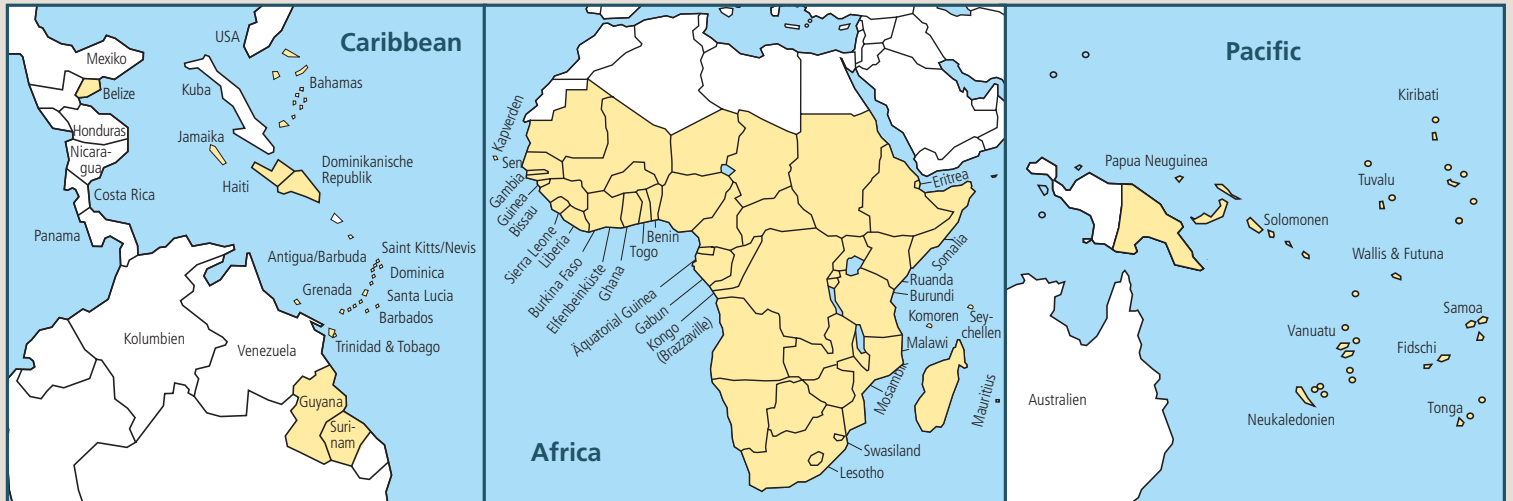 Caribbean
USA
Mexiko
Bahamas
Kuba
Belize
Honduras
Jamaika
Nicara-
gua
Dominikanische
Republik
Haiti
Costa Rica
Panama
Saint Kitts/Nevis
Antigua/Barbuda
Dominica
Grenada
Santa Lucia
Barbados
Kolumbien
Venezuela
Trinidad & Tobago
Guyana
Suri-
nam
Africa
Kapverden
Sen
Gambia
Guinea
Bissau
Sierra Leone
Liberia
Burkina Faso
Elfenbeinküste
Ghana
Togo
Benin
Äquatorial Guinea
Gabun
Kongo
(Brazzaville)
Eritrea
Somalia
Ruanda
Burundi
Komoren
Sey-
chellen
Malawi
Mosambik
Mauritius
Swasiland
Lesotho
Pacific
Kiribati
Papua Neuguinea
Tuvalu
Solomonen
Wallis & Futuna
Samoa
Vanuatu
Fidschi
Australien
Neukaledonien
Tonga